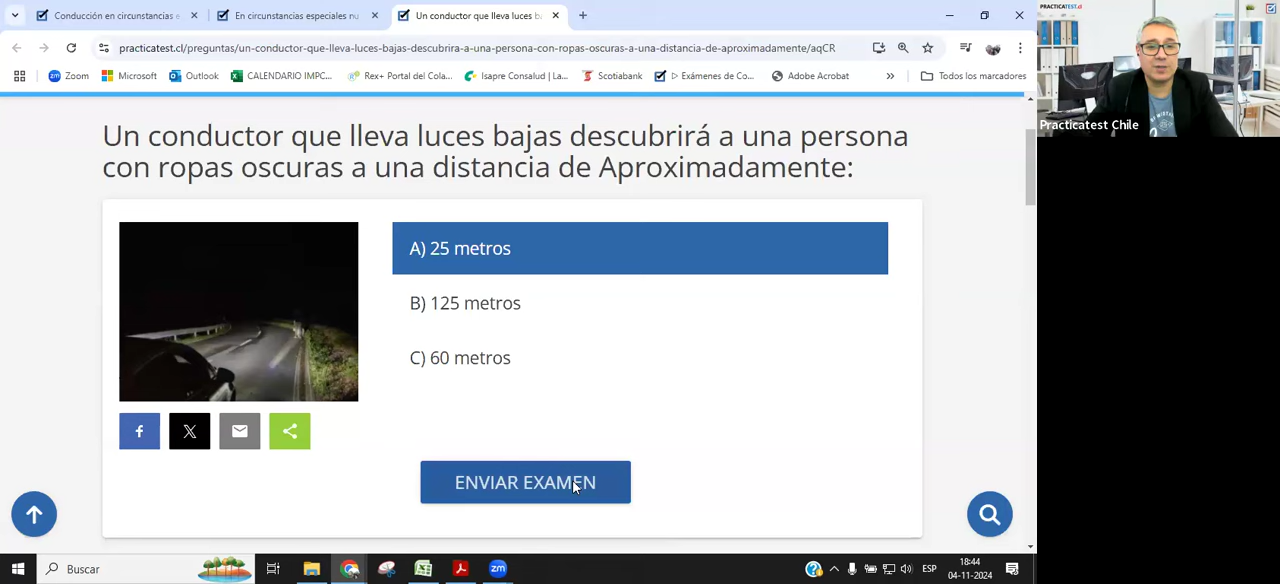 Conducción en circunstancias e
En circunstancias especiales nu
Un conductor que lleva luces b
practicatest.cl/preguntas/un-conductor-que-lleva-luces-bajas-descubrira-a-una-persona-con-ropas-oscuras-a-una-distancia-de-aproximadamente/aqCR
Zoom
Microsoft
Outlook
CALENDARIO IMPC...
Rex+ Portal del Cola...
Isapre Consalud | La...
Scotiabank
▷ Exámenes de Co...
Adobe Acrobat
»
Todos los marcadores
PRACTICATEST.cl
Practicatest Chile
Un conductor que lleva luces bajas descubrirá a una persona
con ropas oscuras a una distancia de Aproximadamente:
A) 25 metros
B) 125 metros
C) 60 metros
ENVIAR EXAMEN
Buscar
ESP
18:44
04-11-2024